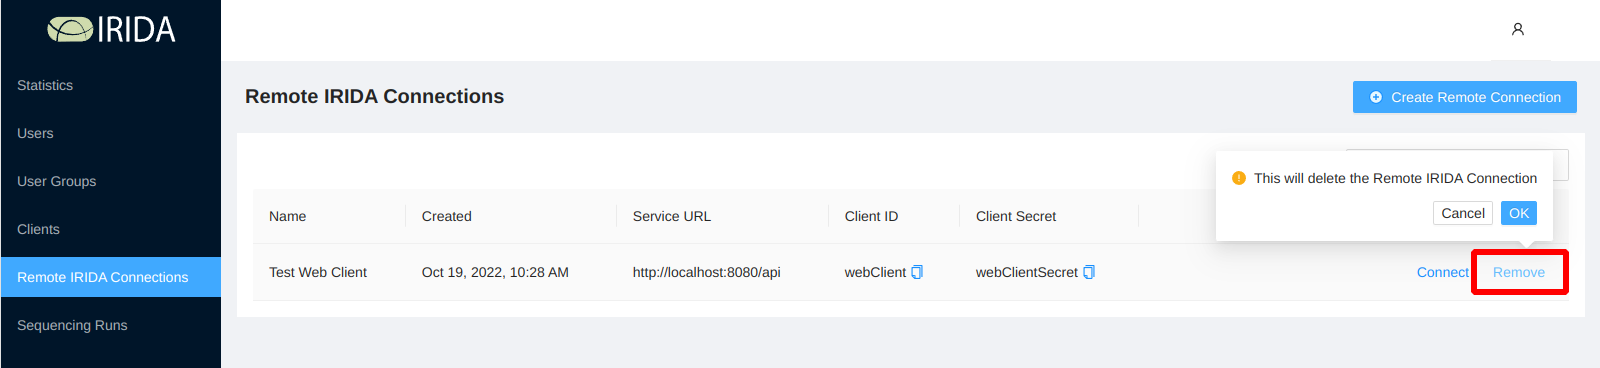 IRIDA
Statistics
Users
User Groups
Clients
Remote IRIDA Connections
Sequencing Runs
Remote IRIDA Connections
Create Remote Connection
This will delete the Remote IRIDA Connection
Cancel OK
Name Created Service URL Client ID Client Secret
Test Web Client Oct 19, 2022, 10:28 AM http://localhost:8080/api webClient webClientSecret Connect Remove